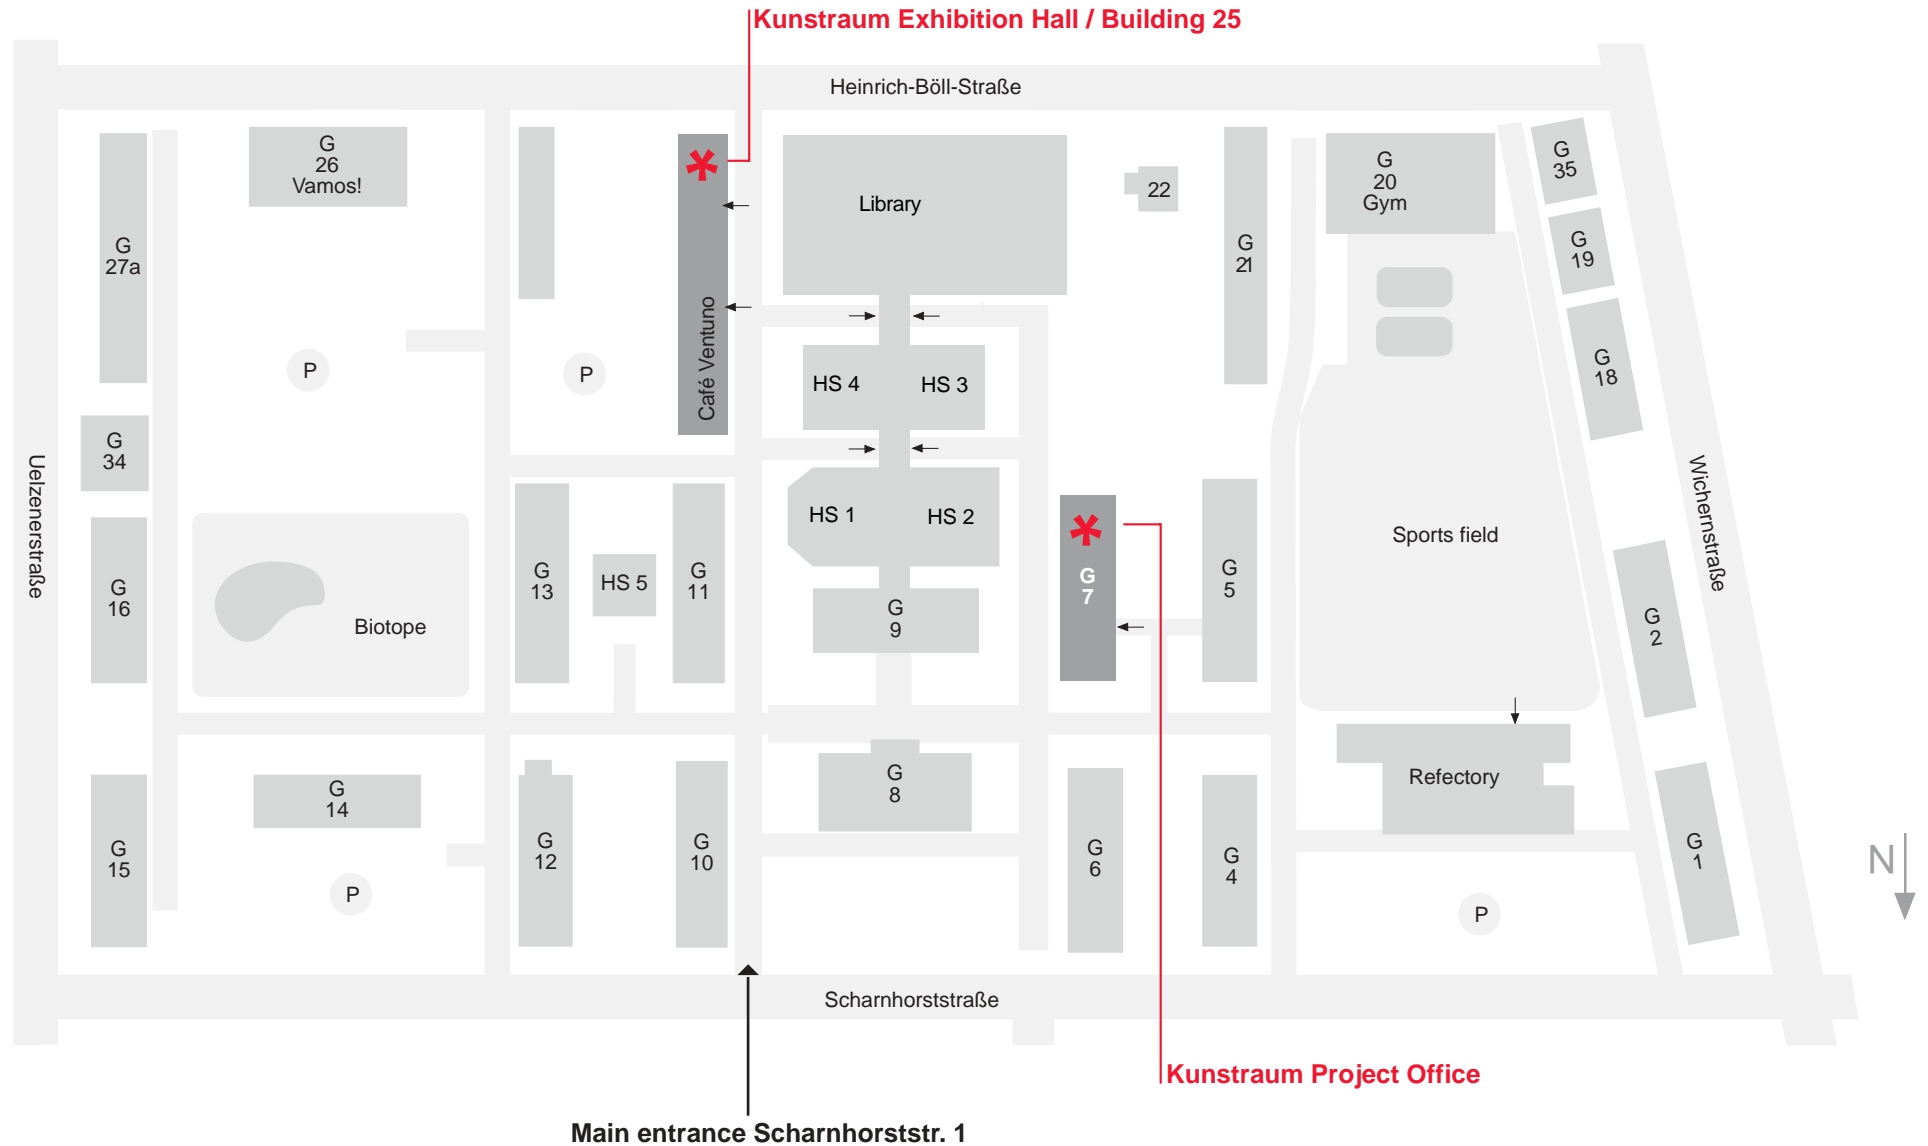 Kunstraum Exhibition Hall / Building 25
Heinrich-Böll-Straße
G
26
Vamos!
G
27a
G
34
G
16
G
15
Uelzenerstraße
P
Biotope
G
14
P
P
Café Ventuno
Library
22
G
21
G
20
Gym
G
35
G
19
G
18
HS 4
HS 3
HS 1
HS 2
G
13
HS 5
G
11
G
9
G
7
G
5
Sports field
Wichernstraße
G
2
G
12
G
10
G
8
G
6
G
4
Refectory
G
1
P
N
Scharnhorststraße
Kunstraum Project Office
Main entrance Scharnhorststr. 1